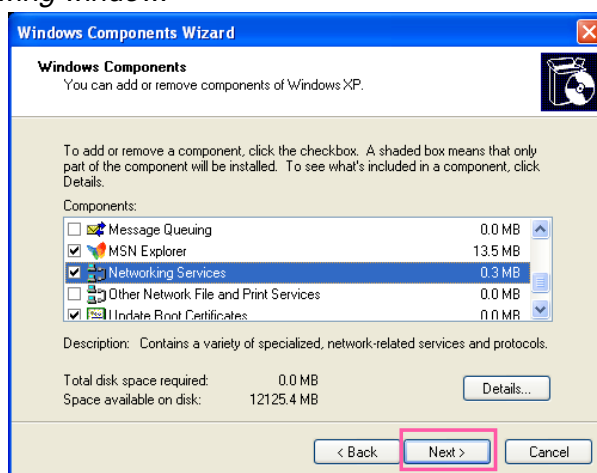 Windows Components Wizard
Windows Components
You can add or remove components of Windows XP.
To add or remove a component, click the checkbox. A shaded box means that only
part of the component will be installed. To see what's included in a component, click
Details.
Components:
Message Queuing 0.0 MB
MSN Explorer 13.5 MB
Networking Services 0.3 MB
Other Network File and Print Services 0.0 MB
Update Root Certificates 0.0 MB
Description: Contains a variety of specialized, network-related services and protocols.
Total disk space required: 0.0 MB
Space available on disk: 12125.4 MB
Details...
< Back Next > Cancel